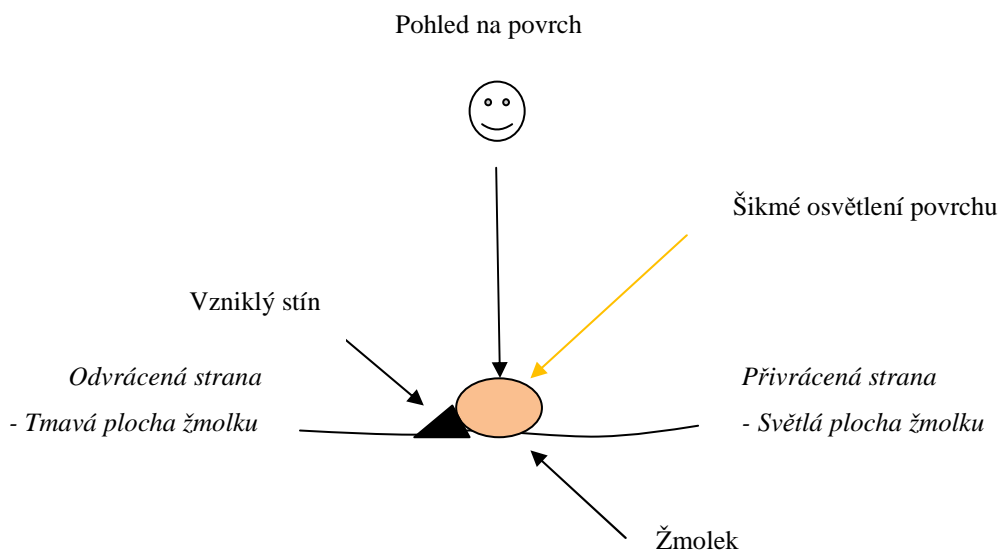 Pohled na povrch
Šikmé osvětlení povrchu
Vzniklý stín
Odvrácená strana
- Tmavá plocha žmolku
Přivrácená strana
- Světlá plocha žmolku
Žmolek